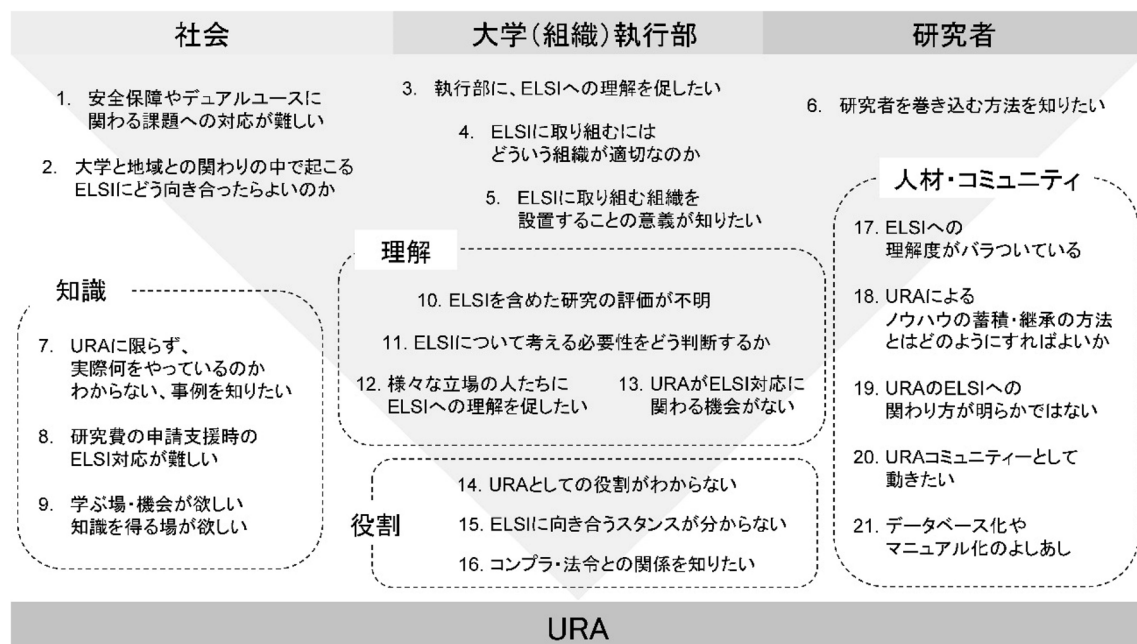 社会
大学(組織)執行部
研究者
1. 安全保障やデュアルユースに
関わる課題への対応が難しい
2. 大学と地域との関わりの中で起こる
ELSIにどう向き合ったらよいのか
3. 執行部に、ELSIへの理解を促したい
4. ELSIに取り組むには
どういう組織が適切なのか
5. ELSIに取り組む組織を
設置することの意義が知りたい
6. 研究者を巻き込む方法を知りたい
知識
7. URAに限らず、
実際何をやっているのか
わからない、事例を知りたい
8. 研究費の申請支援時の
ELSI対応が難しい
9. 学ぶ場・機会が欲しい
知識を得る場が欲しい
理解
10. ELSIを含めた研究の評価が不明
11. ELSIについて考える必要性をどう判断するか
12. 様々な立場の人たちに
ELSIへの理解を促したい
13. URAがELSI対応に
関わる機会がない
役割
14. URAとしての役割がわからない
15. ELSIに向き合うスタンスが分からない
16. コンプラ・法令との関係を知りたい
人材・コミュニティ
17. ELSIへの
理解度がバラついている
18. URAによる
ノウハウの蓄積・継承の方法
とはどのようにすればよいか
19. URAのELSIへの
関わり方が明らかではない
20. URAコミュニティーとして
動きたい
21. データベース化や
マニュアル化のよしあし
URA